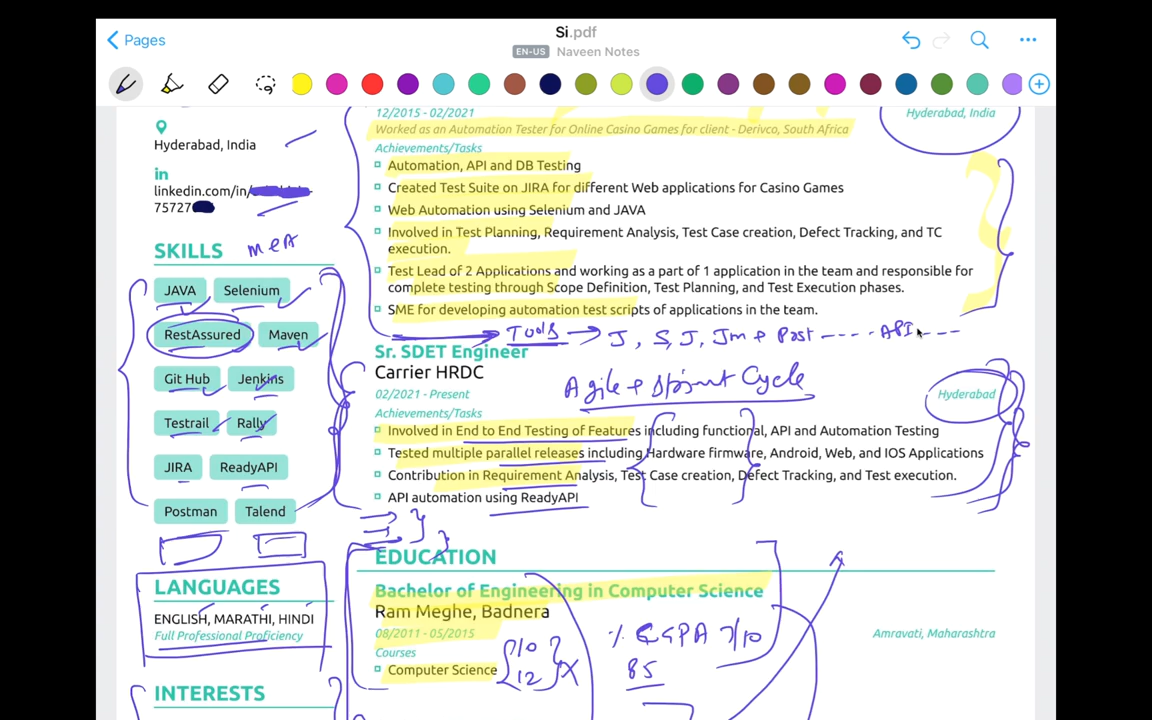 Pages
Si.pdf
EN-US Naveen Notes
Hyderabad, India
linkedin.com/in/
75727
SKILLS
JAVA Selenium
RestAssured Maven
Git Hub Jenkins
Testrail Rally
JIRA ReadyAPI
Postman Talend
LANGUAGES
ENGLISH, MARATHI, HINDI
Full Professional Proficiency
INTERESTS
12/2015 - 02/2021 Hyderabad, India
Worked as an Automation Tester for Online Casino Games for client - Derivco, South Africa
Achievements/Tasks
Automation, API and DB Testing
Created Test Suite on JIRA for different Web applications for Casino Games
Web Automation using Selenium and JAVA
Involved in Test Planning, Requirement Analysis, Test Case creation, Defect Tracking, and TC
execution.
Test Lead of 2 Applications and working as a part of 1 application in the team and responsible for
complete testing through Scope Definition, Test Planning, and Test Execution phases.
SME for developing automation test scripts of applications in the team.
Tools J, S, J, Jm + Post ---- API ---
Sr. SDET Engineer
Carrier HRDC
Agile + Sprint Cycle
02/2021 - Present Hyderabad
Achievements/Tasks
Involved in End to End Testing of Features including functional, API and Automation Testing
Tested multiple parallel releases including Hardware firmware, Android, Web, and IOS Applications
Contribution in Requirement Analysis, Test Case creation, Defect Tracking, and Test execution.
API automation using ReadyAPI
EDUCATION
Bachelor of Engineering in Computer Science
Ram Meghe, Badnera
08/2011 - 05/2015 Amravati, Maharashtra
Courses
Computer Science
10
12
% CGPA 7/10
85